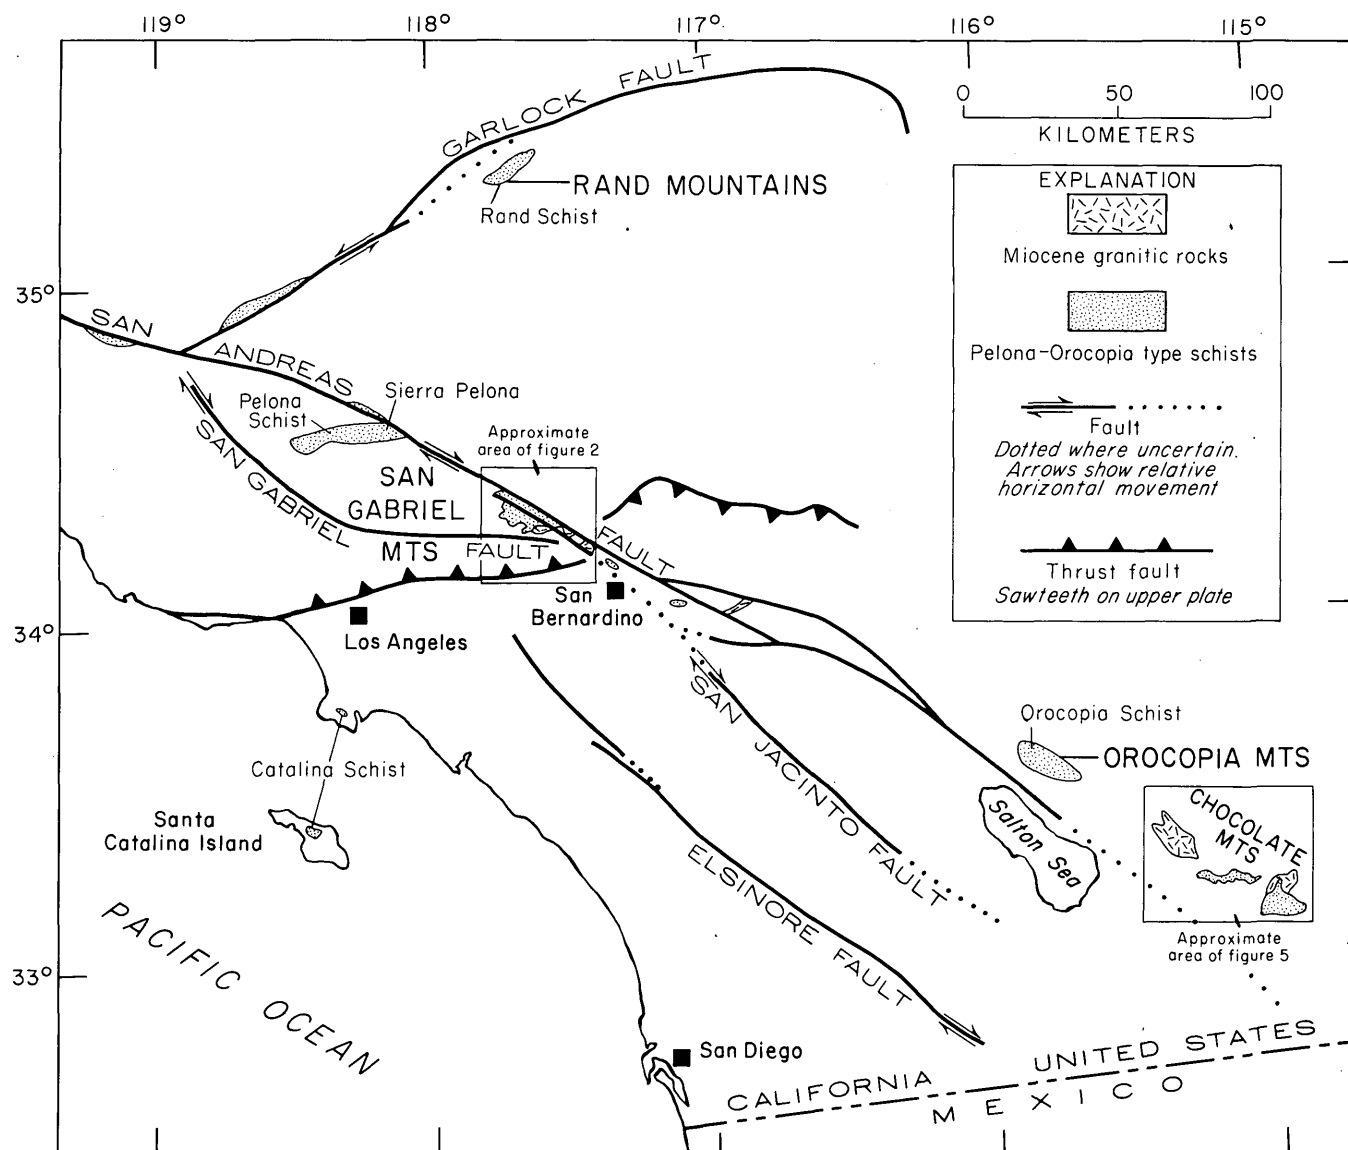 119°
118°
117°
116°
115°
GARLOCK FAULT
0 50 100
KILOMETERS
EXPLANATION
RAND MOUNTAINS
Rand Schist
Miocene granitic rocks
35°
SAN ANDREAS FAULT
Pelona-Orocopia type schists
Sierra Pelona
Pelona
Schist
Fault
Dotted where uncertain.
Arrows show relative
horizontal movement
Approximate
area of figure 2
SAN
GABRIEL
MTS
SAN GABRIEL FAULT
Thrust fault
Sawteeth on upper plate
San
Bernardino
34°
Los Angeles
SAN JACINTO FAULT
Orocopia Schist
OROCOPIA MTS
Catalina Schist
Santa
Catalina Island
Salton Sea
CHOCOLATE
MTS
ELSINORE FAULT
Approximate
area of figure 5
33°
PACIFIC OCEAN
San Diego
UNITED STATES
CALIFORNIA
MEXICO